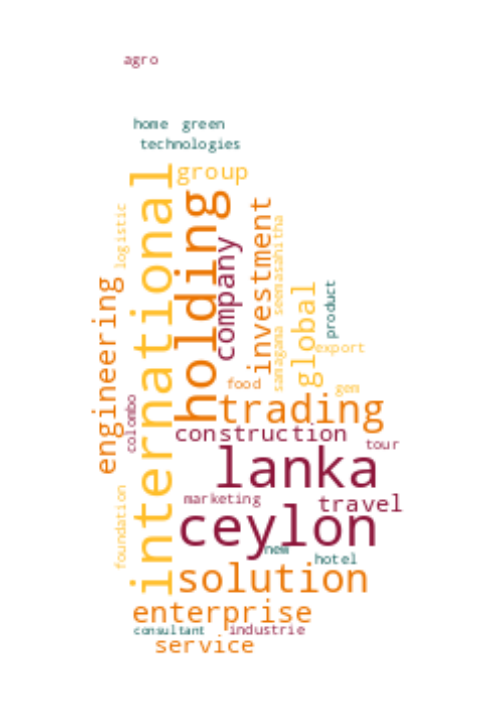 agro
home green
technologies
group
international
holding
logistic
company
investment
samagama seemasahitha
global
product
export
engineering
colombo
food
gem
trading
construction
tour
lanka
marketing
travel
ceylon
foundation
new
hotel
solution
enterprise
consultant
industrie
service